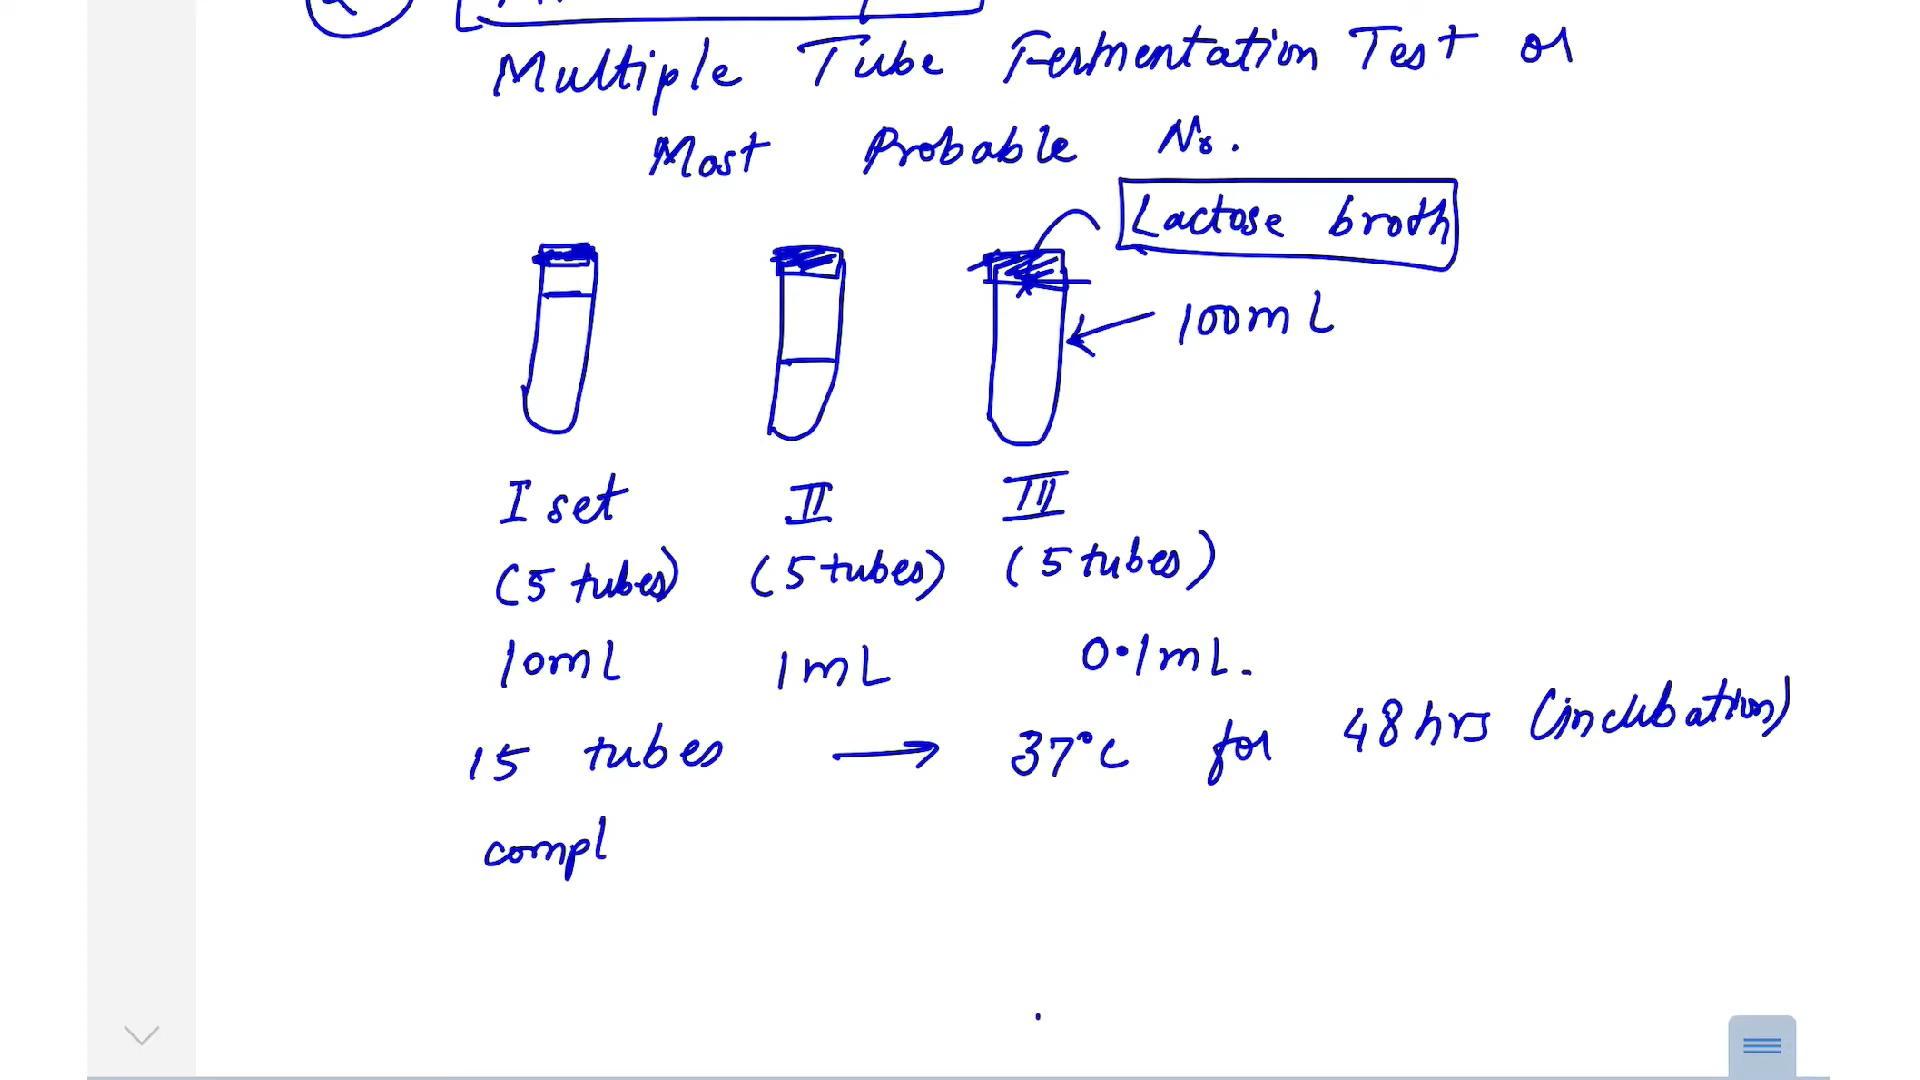 Multiple Tube Fermentation Test or
Most Probable No.
Lactose broth
100mL
I set II III
(5 tubes) (5 tubes) (5 tubes)
10mL 1mL 0.1mL.
15 tubes → 37°C for 48hrs (incubation)
compl